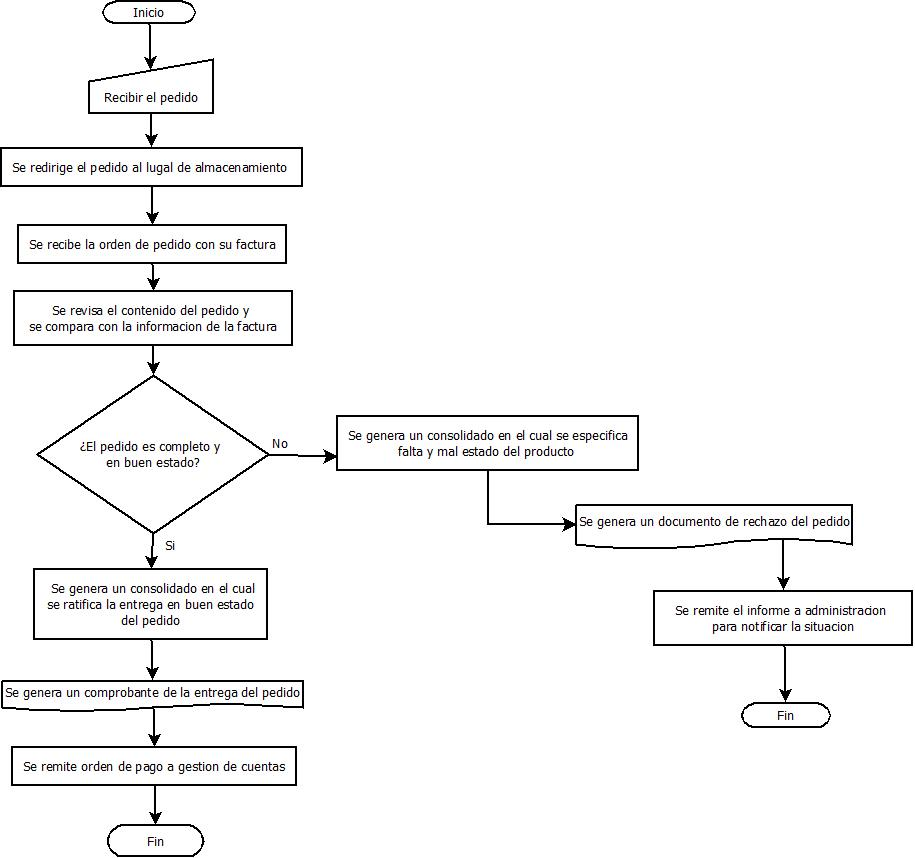 Inicio
Recibir el pedido
Se redirige el pedido al lugal de almacenamiento
Se recibe la orden de pedido con su factura
Se revisa el contenido del pedido y
se compara con la informacion de la factura
¿El pedido es completo y
en buen estado?
No
Se genera un consolidado en el cual se especifica
falta y mal estado del producto
Se genera un documento de rechazo del pedido
Se remite el informe a administracion
para notificar la situacion
Fin
Si
Se genera un consolidado en el cual
se ratifica la entrega en buen estado
del pedido
Se genera un comprobante de la entrega del pedido
Se remite orden de pago a gestion de cuentas
Fin